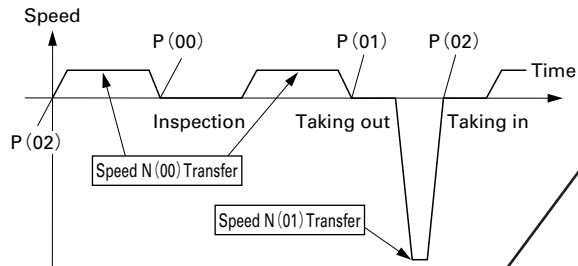 Speed
P(00)
P(01)
P(02)
Time
Inspection
Taking out
Taking in
P(02)
Speed N(00) Transfer
Speed N(01) Transfer